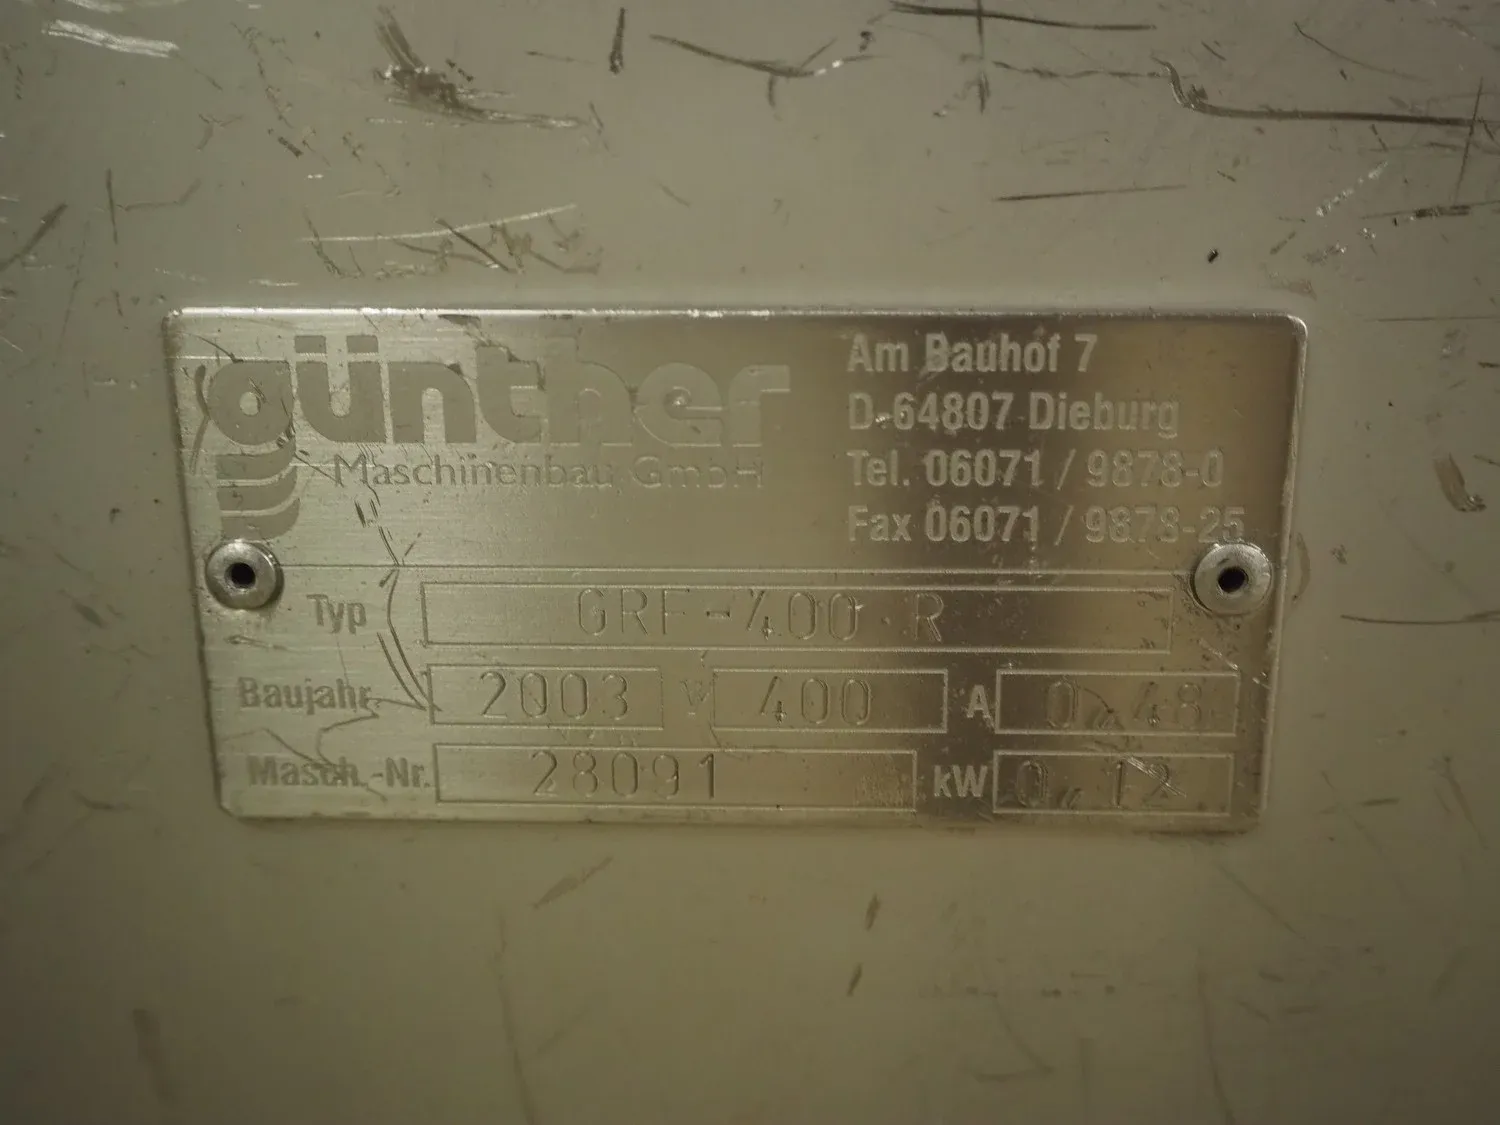 günther
Maschinenbau GmbH
Am Bauhof 7
D-64807 Dieburg
Tel. 06071 / 9878-0
Fax 06071 / 9878-25
Typ GRF-400 R
Baujahr 2003 V 400 A 0,48
Masch.-Nr. 28091 kW 0,12